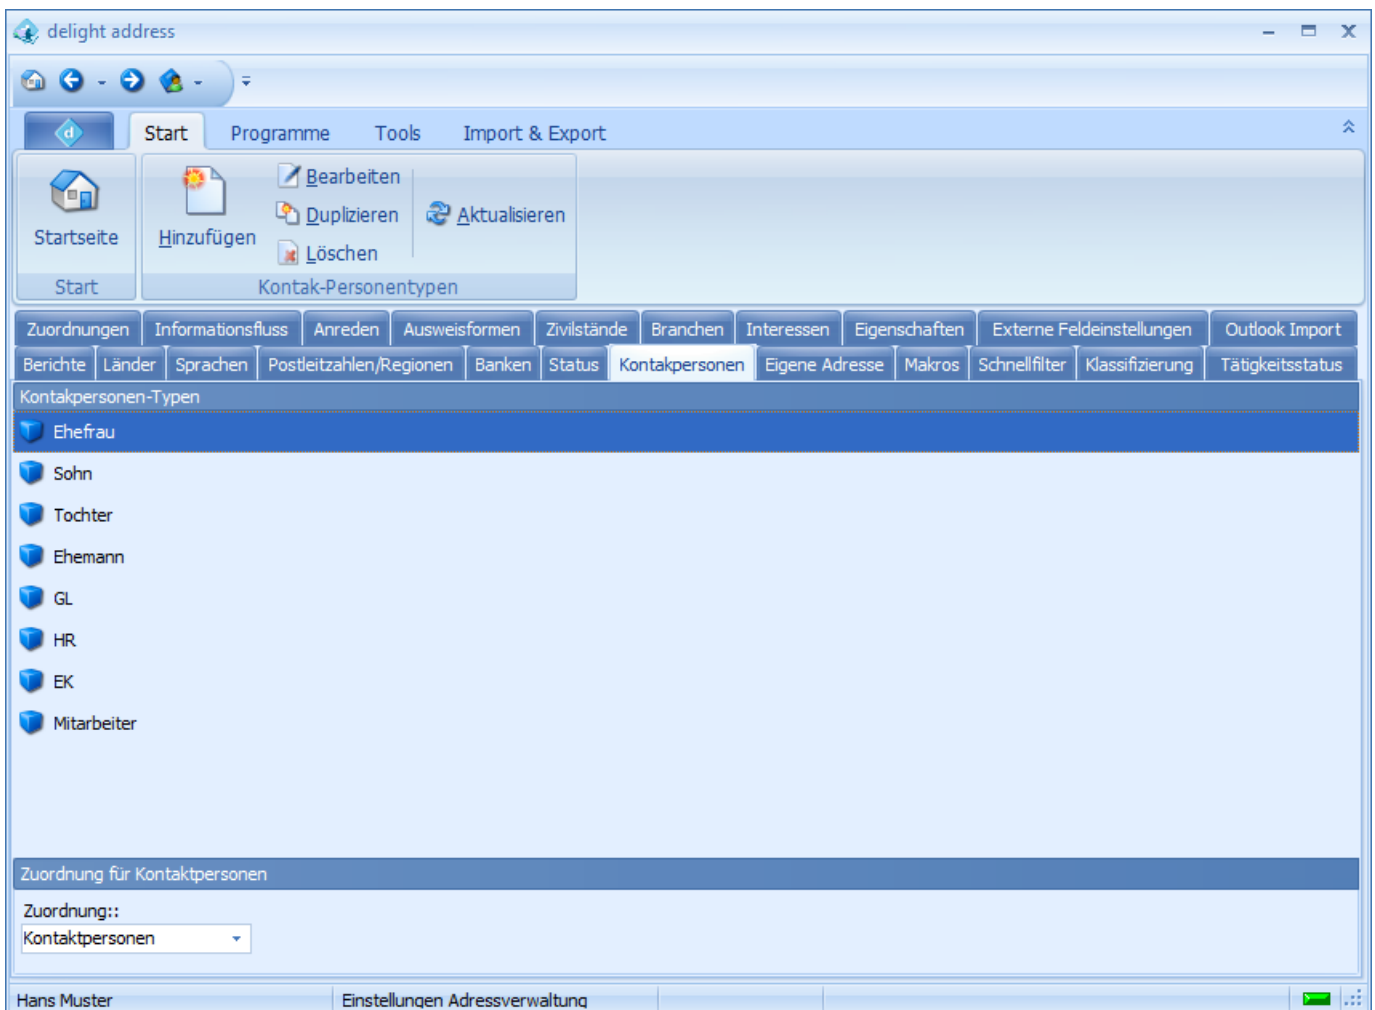 delight address
Start Programme Tools Import & Export
Startseite
Hinzufügen
Bearbeiten
Duplizieren
Löschen
Aktualisieren
Start
Kontak-Personentypen
Zuordnungen Informationsfluss Anreden Ausweisformen Zivilstände Branchen Interessen Eigenschaften Externe Feldeinstellungen Outlook Import
Berichte Länder Sprachen Postleitzahlen/Regionen Banken Status Kontakpersonen Eigene Adresse Makros Schnellfilter Klassifizierung Tätigkeitsstatus
Kontakpersonen-Typen
Ehefrau
Sohn
Tochter
Ehemann
GL
HR
EK
Mitarbeiter
Zuordnung für Kontaktpersonen
Zuordnung::
Kontaktpersonen
Hans Muster Einstellungen Adressverwaltung